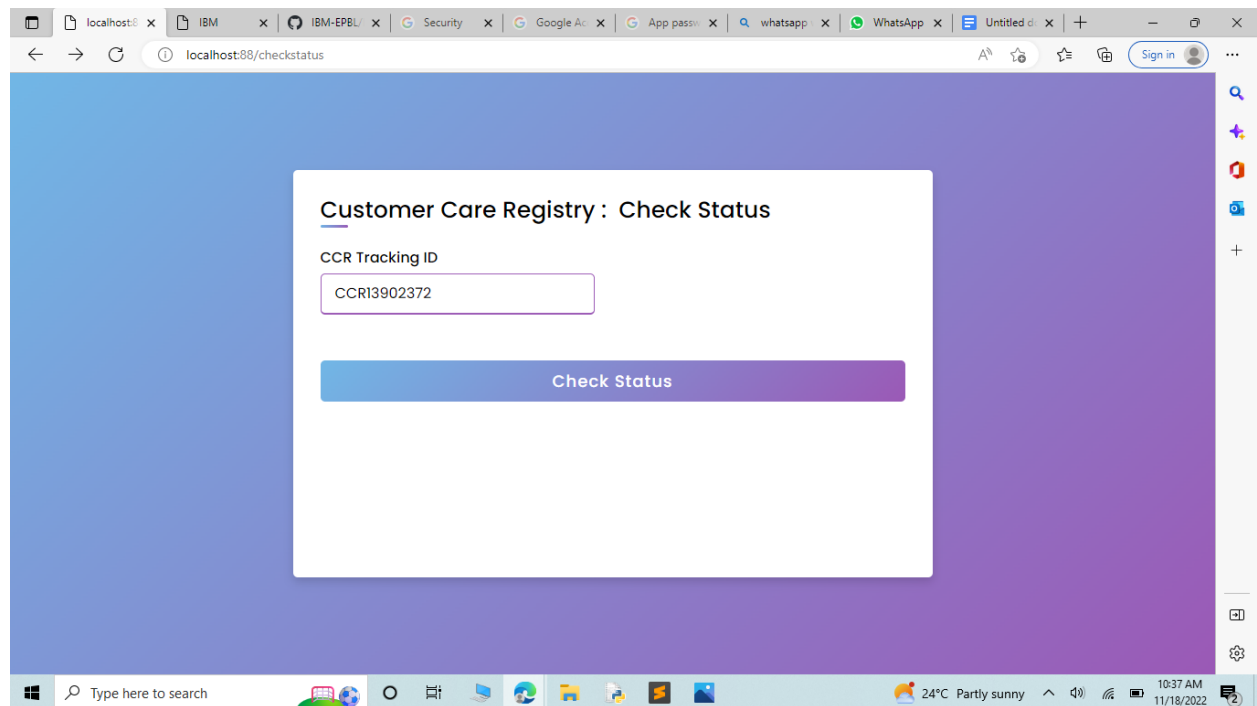 localhost:8
IBM
IBM-EPBL/
Security
Google Ac
App passw
whatsapp
WhatsApp
Untitled d
localhost:88/checkstatus
Sign in
Customer Care Registry : Check Status
CCR Tracking ID
CCR13902372
Check Status
Type here to search
24°C Partly sunny
10:37 AM
11/18/2022
2